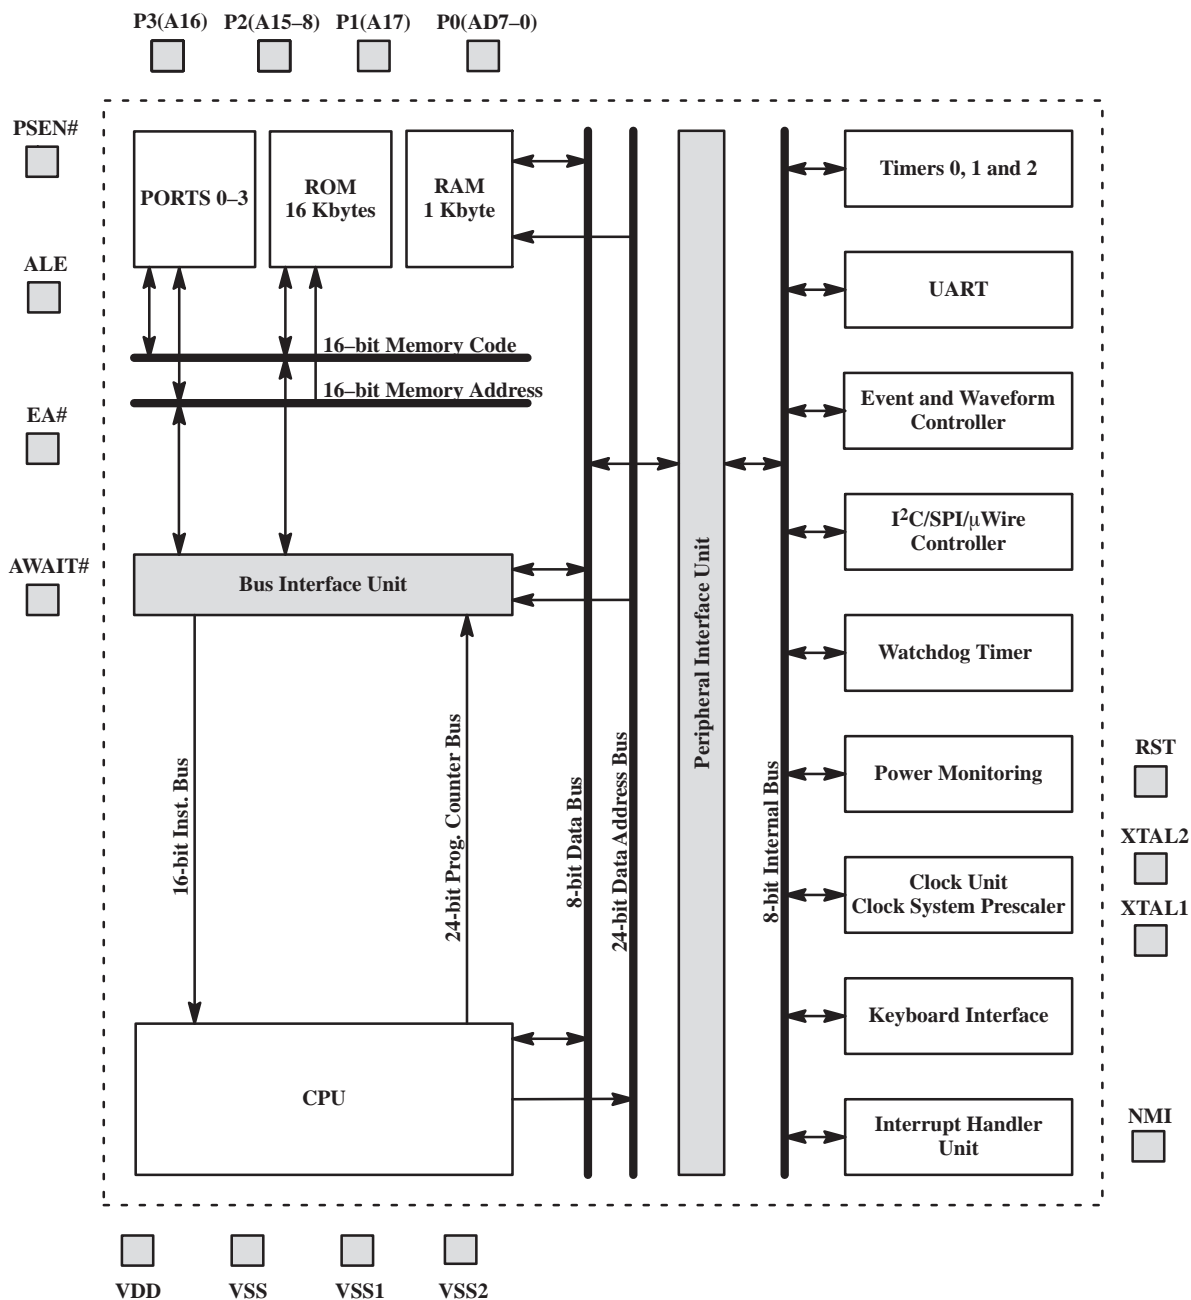 P3(A16) P2(A15–8) P1(A17) P0(AD7–0)
PSEN#
ALE
EA#
AWAIT#
PORTS 0–3
ROM
16 Kbytes
RAM
1 Kbyte
16–bit Memory Code
16–bit Memory Address
Bus Interface Unit
16-bit Inst. Bus
24-bit Prog. Counter Bus
8-bit Data Bus
24-bit Data Address Bus
Peripheral Interface Unit
8-bit Internal Bus
CPU
Timers 0, 1 and 2
UART
Event and Waveform
Controller
I²C/SPI/μWire
Controller
Watchdog Timer
Power Monitoring
Clock Unit
Clock System Prescaler
Keyboard Interface
Interrupt Handler
Unit
RST
XTAL2
XTAL1
NMI
VDD VSS VSS1 VSS2